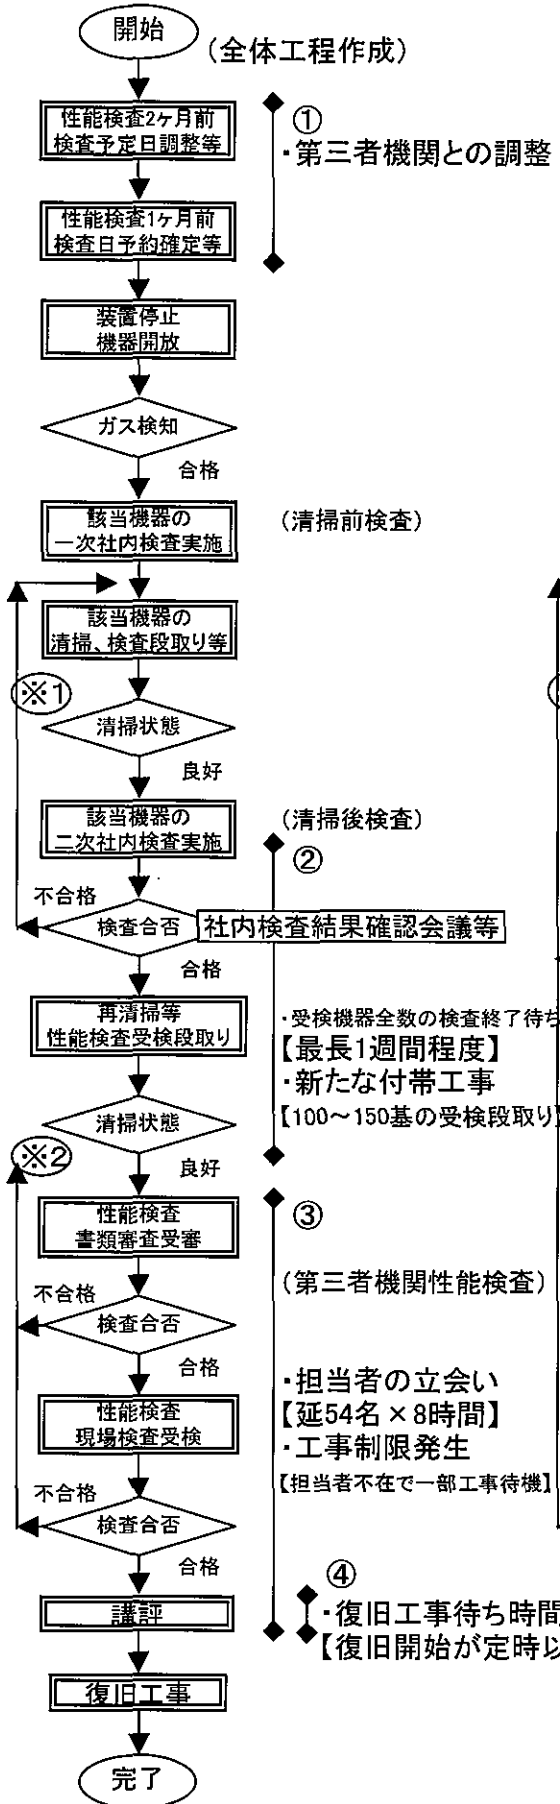 開始
(全体工程作成)
性能検査2ヶ月前
検査予定日調整等
①
・第三者機関との調整
性能検査1ヶ月前
検査日予約確定等
装置停止
機器開放
ガス検知
合格
該当機器の
一次社内検査実施
(清掃前検査)
該当機器の
清掃、検査段取り等
※1
清掃状態
良好
該当機器の
二次社内検査実施
(清掃後検査)
②
不合格
検査合否
社内検査結果確認会議等
合格
再清掃等
性能検査受検段取り
・受検機器全数の検査終了待ち
【最長1週間程度】
・新たな付帯工事
【100～150基の受検段取り】
清掃状態
※2
良好
性能検査
書類審査受審
③
(第三者機関性能検査)
不合格
検査合否
合格
性能検査
現場検査受検
・担当者の立会い
【延54名×8時間】
・工事制限発生
【担当者不在で一部工事待機】
不合格
検査合否
合格
④
講評
・復旧工事待ち時間
【復旧開始が定時以
復旧工事
完了